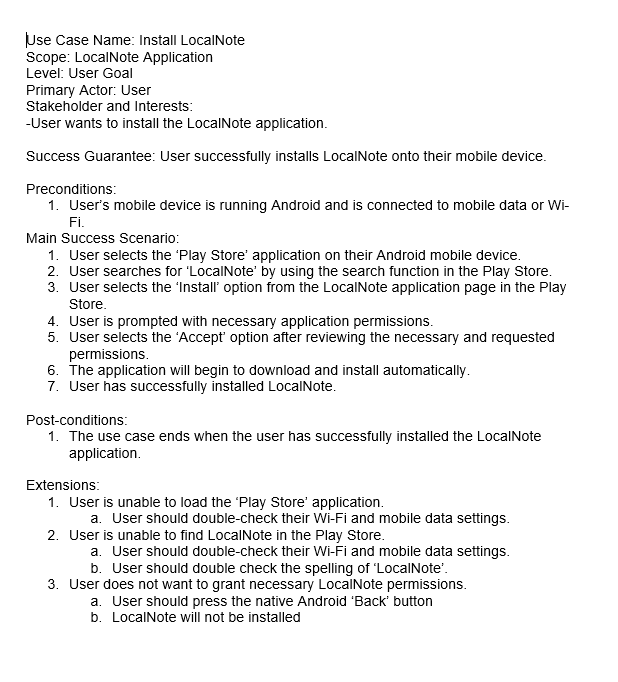 Use Case Name: Install LocalNote
Scope: LocalNote Application
Level: User Goal
Primary Actor: User
Stakeholder and Interests:
-User wants to install the LocalNote application.
Success Guarantee: User successfully installs LocalNote onto their mobile device.
Preconditions:
1. User's mobile device is running Android and is connected to mobile data or Wi-
Fi.
Main Success Scenario:
1. User selects the 'Play Store' application on their Android mobile device.
2. User searches for 'LocalNote' by using the search function in the Play Store.
3. User selects the 'Install' option from the LocalNote application page in the Play
Store.
4. User is prompted with necessary application permissions.
5. User selects the 'Accept' option after reviewing the necessary and requested
permissions.
6. The application will begin to download and install automatically.
7. User has successfully installed LocalNote.
Post-conditions:
1. The use case ends when the user has successfully installed the LocalNote
application.
Extensions:
1. User is unable to load the 'Play Store' application.
a. User should double-check their Wi-Fi and mobile data settings.
2. User is unable to find LocalNote in the Play Store.
a. User should double-check their Wi-Fi and mobile data settings.
b. User should double check the spelling of 'LocalNote'.
3. User does not want to grant necessary LocalNote permissions.
a. User should press the native Android 'Back' button
b. LocalNote will not be installed